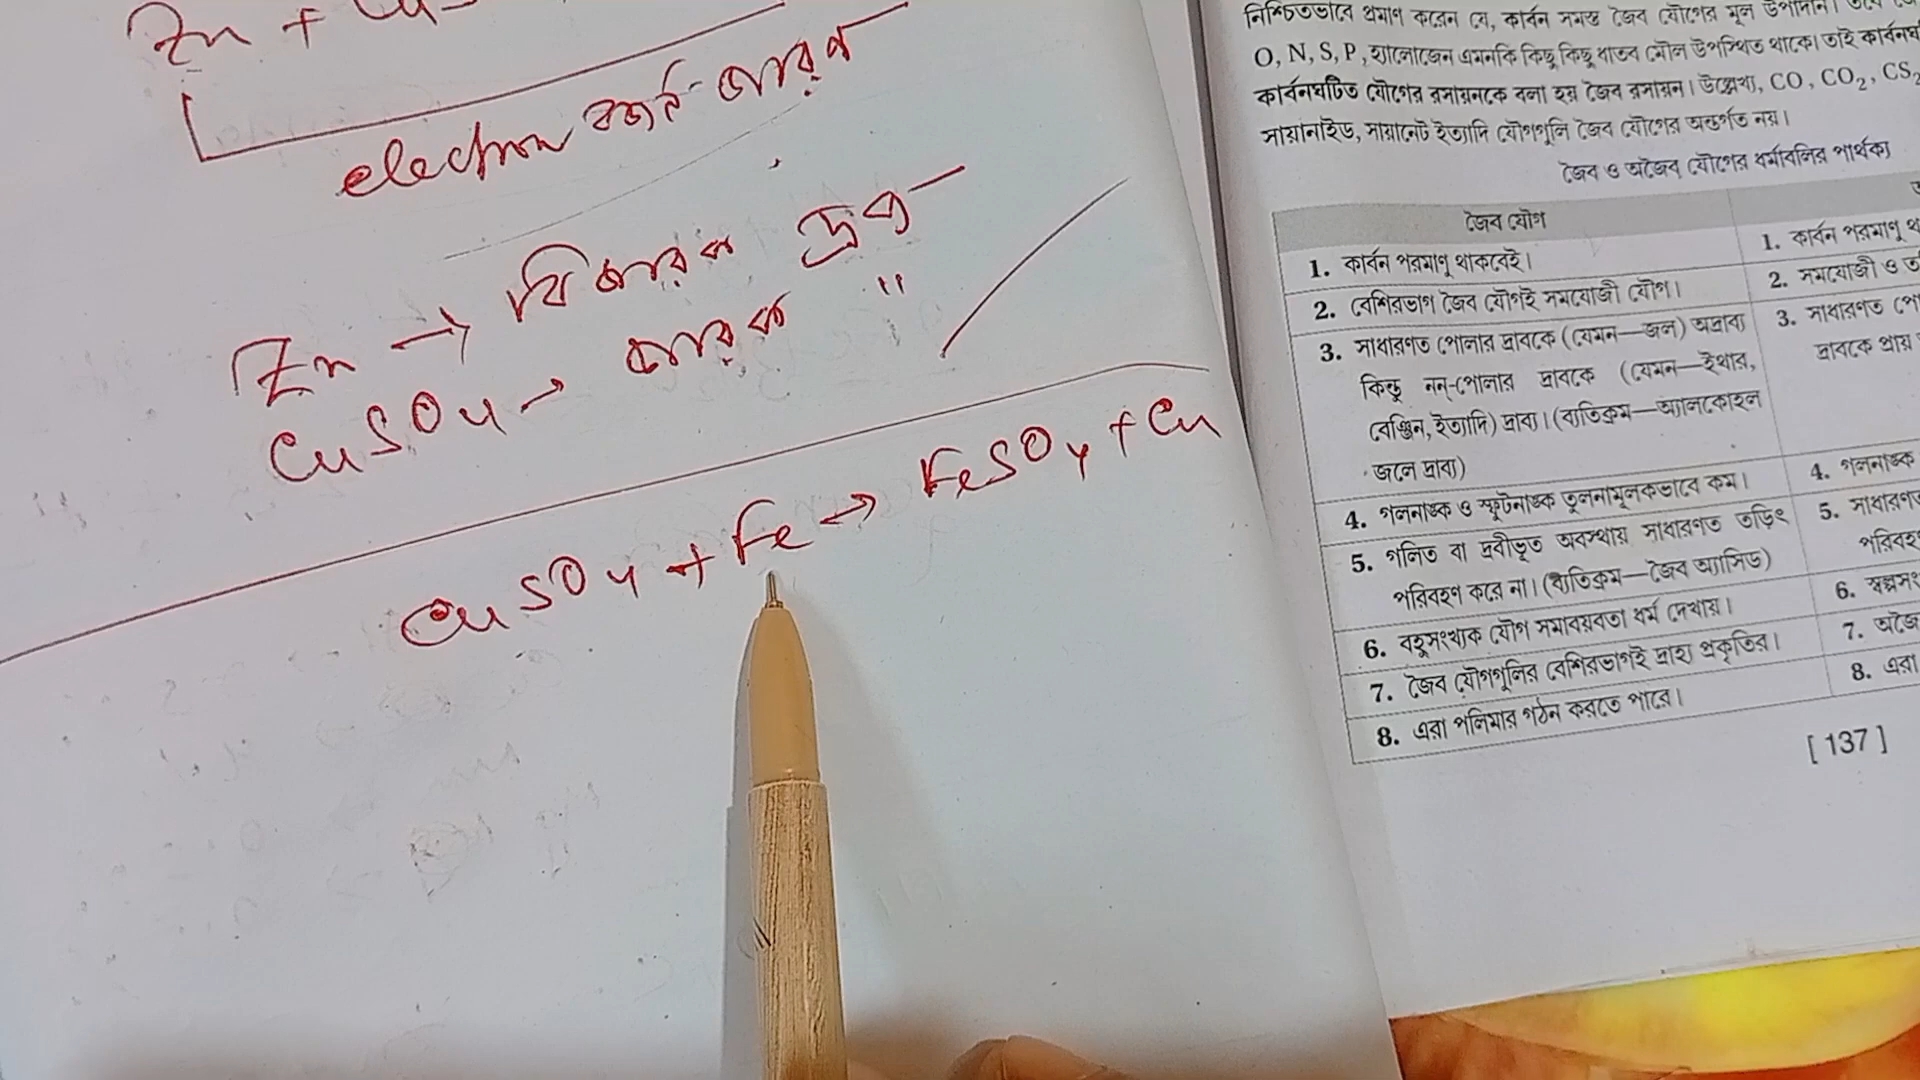 Zn + Cu
electron বর্জন জারণ
Zn → বিজারক দ্রব্য
CuSO4 → জারক "
CuSO4 + Fe → FeSO4 + Cu
নিশ্চিতভাবে প্রমাণ করেন যে, কার্বন সমস্ত জৈব যৌগের মূল উপাদান। তবে
O, N, S, P, হ্যালোজেন এমনকি কিছু কিছু ধাতব মৌল উপস্থিত থাকে। তাই কার্বনঘ
কার্বনঘটিত যৌগের রসায়নকে বলা হয় জৈব রসায়ন। উল্লেখ্য, CO, CO2, CS2
সায়ানাইড, সায়ানেট ইত্যাদি যৌগগুলি জৈব যৌগের অন্তর্গত নয়।
জৈব ও অজৈব যৌগের ধর্মাবলির পার্থক্য
জৈব যৌগ
1. কার্বন পরমাণু থাকবেই।
2. বেশিরভাগ জৈব যৌগই সমযোজী যৌগ।
3. সাধারণত পোলার দ্রাবকে (যেমন—জল) অদ্রাব্য
কিন্তু নন্-পোলার দ্রাবকে (যেমন—ইথার,
বেঞ্জিন, ইত্যাদি) দ্রাব্য। (ব্যতিক্রম—অ্যালকোহল
জলে দ্রাব্য)
4. গলনাঙ্ক ও স্ফুটনাঙ্ক তুলনামূলকভাবে কম।
5. গলিত বা দ্রবীভূত অবস্থায় সাধারণত তড়িৎ
পরিবহণ করে না। (ব্যতিক্রম—জৈব অ্যাসিড)
6. বহুসংখ্যক যৌগ সমাবয়বতা ধর্ম দেখায়।
7. জৈব যৌগগুলির বেশিরভাগই দাহ্য প্রকৃতির।
8. এরা পলিমার গঠন করতে পারে।
1. কার্বন পরমাণু থ
2. সমযোজী ও ত
3. সাধারণত পো
দ্রাবকে প্রায়
4. গলনাঙ্ক
5. সাধারণত
পরিবহ
6. স্বল্পসং
7. অজৈ
8. এরা
[ 137 ]